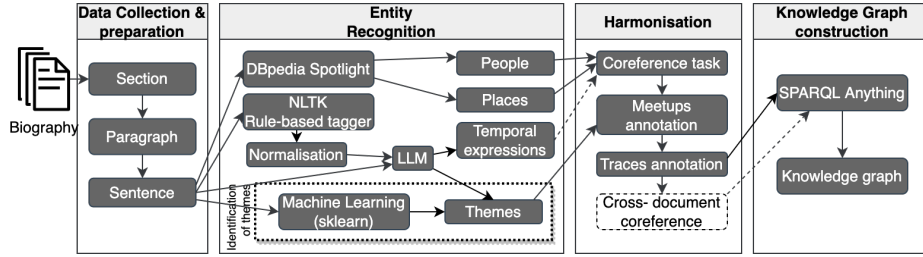 Data Collection &
preparation
Biography
Section
Paragraph
Sentence
Entity
Recognition
DBpedia Spotlight
NLTK
Rule-based tagger
Normalisation
LLM
People
Places
Temporal
expressions
Identification
of themes
Machine Learning
(sklearn)
Themes
Harmonisation
Coreference task
Meetups
annotation
Traces annotation
Cross- document
coreference
Knowledge Graph
construction
SPARQL Anything
Knowledge graph